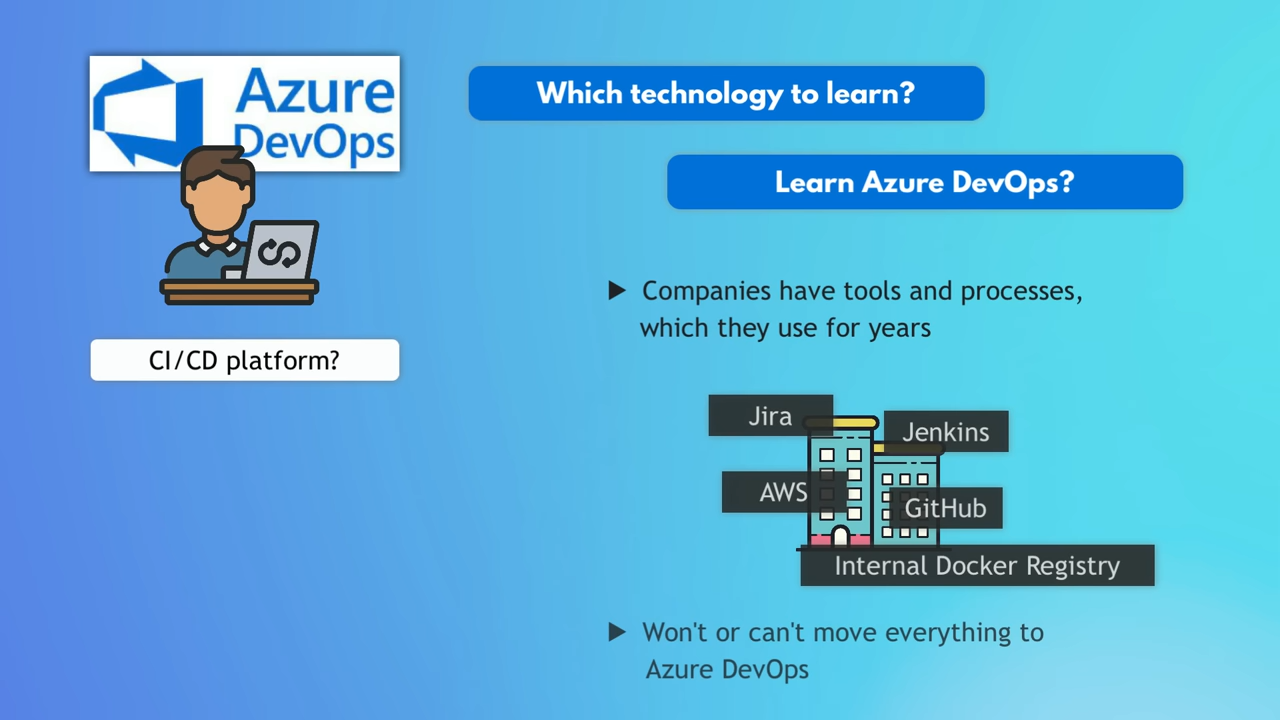 Azure
DevOps
CI/CD platform?
Which technology to learn?
Learn Azure DevOps?
Companies have tools and processes,
which they use for years
Jira
Jenkins
AWS
GitHub
Internal Docker Registry
Won't or can't move everything to
Azure DevOps